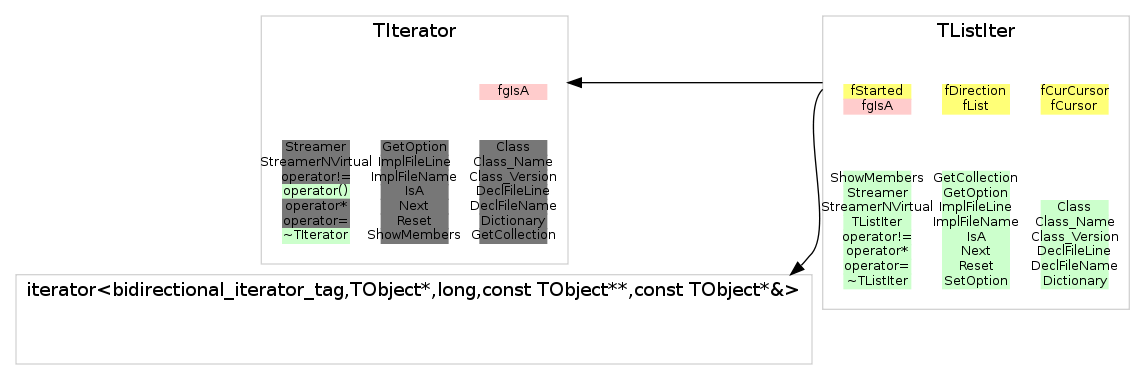 TIterator
fgIsA
Streamer GetOption Class
StreamerNVirtual ImplFileLine Class_Name
operator!= ImplFileName Class_Version
operator() IsA DeclFileLine
operator* Next DeclFileName
operator= Reset Dictionary
~TIterator ShowMembers GetCollection
TListIter
fStarted fDirection fCurCursor
fgIsA fList fCursor
ShowMembers GetCollection
Streamer GetOption
StreamerNVirtual ImplFileLine Class
TListIter ImplFileName Class_Name
operator!= IsA Class_Version
operator* Next DeclFileLine
operator= Reset DeclFileName
~TListIter SetOption Dictionary
iterator<bidirectional_iterator_tag,TObject*,long,const TObject**,const TObject*&>